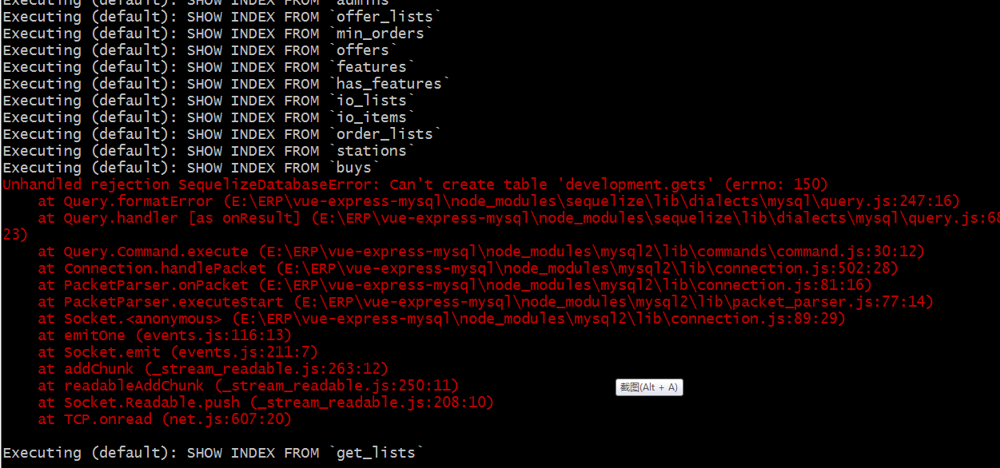 Executing (default): SHOW INDEX FROM `admins`
Executing (default): SHOW INDEX FROM `offer_lists`
Executing (default): SHOW INDEX FROM `min_orders`
Executing (default): SHOW INDEX FROM `offers`
Executing (default): SHOW INDEX FROM `features`
Executing (default): SHOW INDEX FROM `has_features`
Executing (default): SHOW INDEX FROM `io_lists`
Executing (default): SHOW INDEX FROM `io_items`
Executing (default): SHOW INDEX FROM `order_lists`
Executing (default): SHOW INDEX FROM `stations`
Executing (default): SHOW INDEX FROM `buys`
Unhandled rejection SequelizeDatabaseError: Can't create table 'development.gets' (errno: 150)
    at Query.formatError (E:\ERP\vue-express-mysql\node_modules\sequelize\lib\dialects\mysql\query.js:247:16)
    at Query.handler [as onResult] (E:\ERP\vue-express-mysql\node_modules\sequelize\lib\dialects\mysql\query.js:68
23)
    at Query.Command.execute (E:\ERP\vue-express-mysql\node_modules\mysql2\lib\commands\command.js:30:12)
    at Connection.handlePacket (E:\ERP\vue-express-mysql\node_modules\mysql2\lib\connection.js:502:28)
    at PacketParser.onPacket (E:\ERP\vue-express-mysql\node_modules\mysql2\lib\connection.js:81:16)
    at PacketParser.executeStart (E:\ERP\vue-express-mysql\node_modules\mysql2\lib\packet_parser.js:77:14)
    at Socket.<anonymous> (E:\ERP\vue-express-mysql\node_modules\mysql2\lib\connection.js:89:29)
    at emitOne (events.js:116:13)
    at Socket.emit (events.js:211:7)
    at addChunk (_stream_readable.js:263:12)
    at readableAddChunk (_stream_readable.js:250:11)
截图(Alt + A)
    at Socket.Readable.push (_stream_readable.js:208:10)
    at TCP.onread (net.js:607:20)
Executing (default): SHOW INDEX FROM `get_lists`